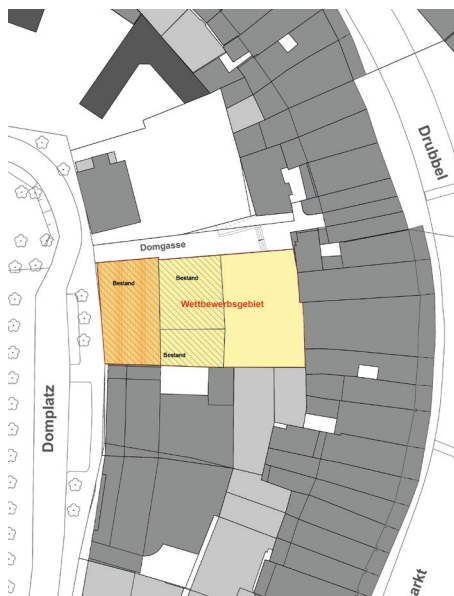 Drubbel
Domgasse
Bestand
Bestand
Wettbewerbsgebiet
Bestand
Domplatz
arkt